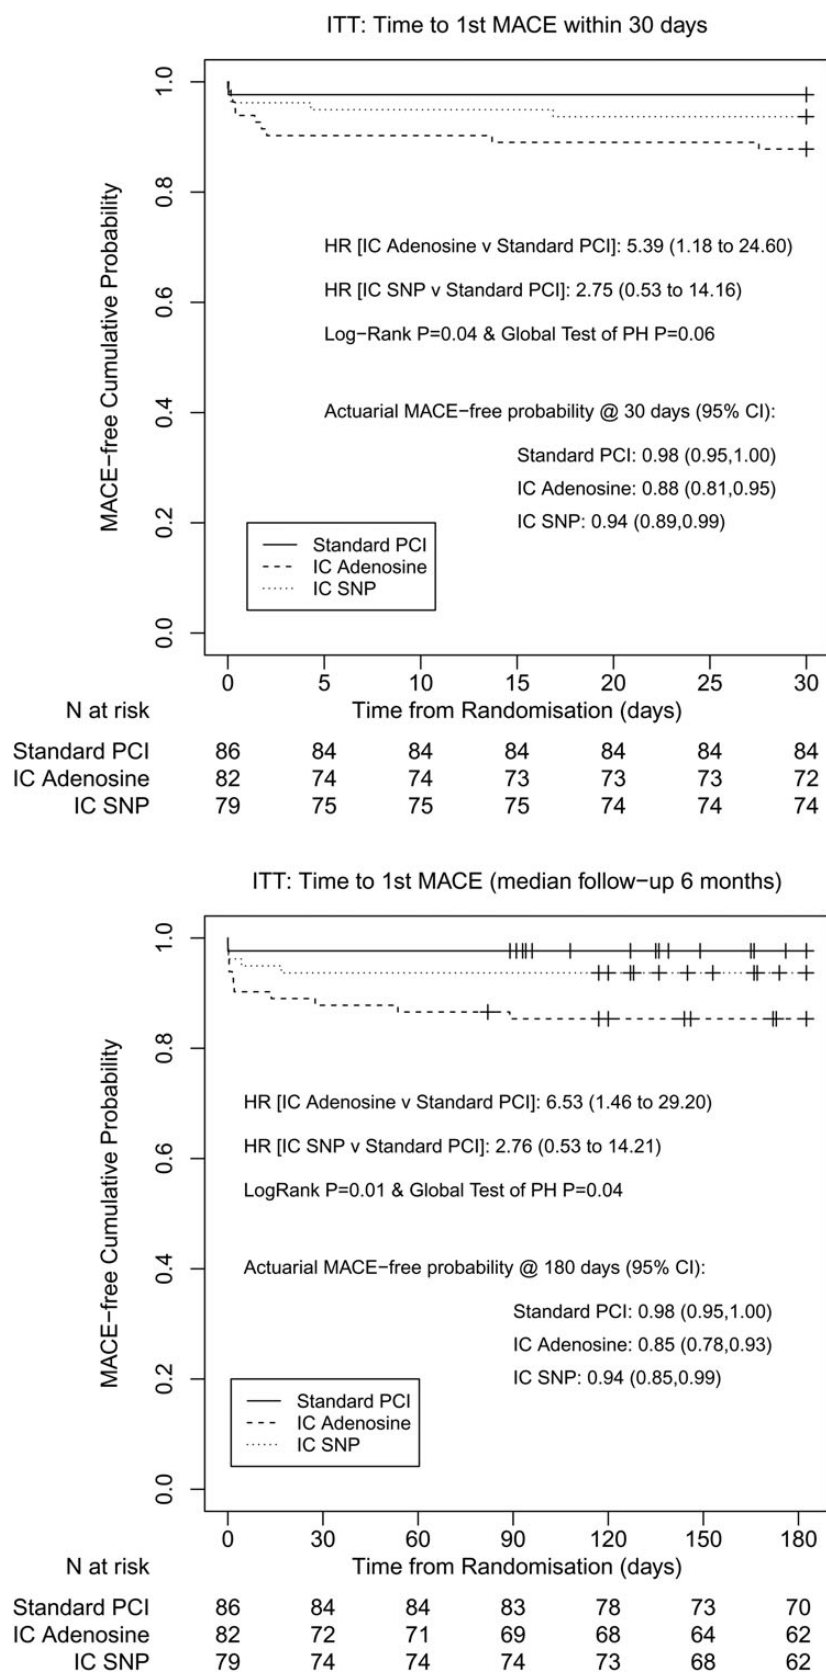 ITT: Time to 1st MACE within 30 days
MACE−free Cumulative Probability
1.0
0.8
0.6
0.4
0.2
0.0
HR [IC Adenosine v Standard PCI]: 5.39 (1.18 to 24.60)
HR [IC SNP v Standard PCI]: 2.75 (0.53 to 14.16)
Log−Rank P=0.04 & Global Test of PH P=0.06
Actuarial MACE−free probability @ 30 days (95% CI):
Standard PCI: 0.98 (0.95,1.00)
IC Adenosine: 0.88 (0.81,0.95)
IC SNP: 0.94 (0.89,0.99)
Standard PCI
IC Adenosine
IC SNP
0 5 10 15 20 25 30
N at risk Time from Randomisation (days)
Standard PCI 86 84 84 84 84 84 84
IC Adenosine 82 74 74 73 73 73 72
IC SNP 79 75 75 75 74 74 74
ITT: Time to 1st MACE (median follow−up 6 months)
MACE−free Cumulative Probability
1.0
0.8
0.6
0.4
0.2
0.0
HR [IC Adenosine v Standard PCI]: 6.53 (1.46 to 29.20)
HR [IC SNP v Standard PCI]: 2.76 (0.53 to 14.21)
LogRank P=0.01 & Global Test of PH P=0.04
Actuarial MACE−free probability @ 180 days (95% CI):
Standard PCI: 0.98 (0.95,1.00)
IC Adenosine: 0.85 (0.78,0.93)
IC SNP: 0.94 (0.85,0.99)
Standard PCI
IC Adenosine
IC SNP
0 30 60 90 120 150 180
N at risk Time from Randomisation (days)
Standard PCI 86 84 84 83 78 73 70
IC Adenosine 82 72 71 69 68 64 62
IC SNP 79 74 74 74 73 68 62